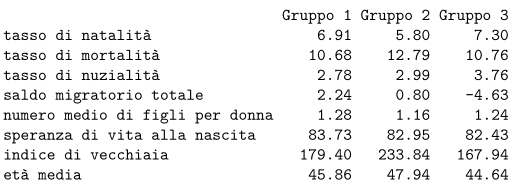 Gruppo 1 Gruppo 2 Gruppo 3
tasso di natalità 6.91 5.80 7.30
tasso di mortalità 10.68 12.79 10.76
tasso di nuzialità 2.78 2.99 3.76
saldo migratorio totale 2.24 0.80 -4.63
numero medio di figli per donna 1.28 1.16 1.24
speranza di vita alla nascita 83.73 82.95 82.43
indice di vecchiaia 179.40 233.84 167.94
età media 45.86 47.94 44.64